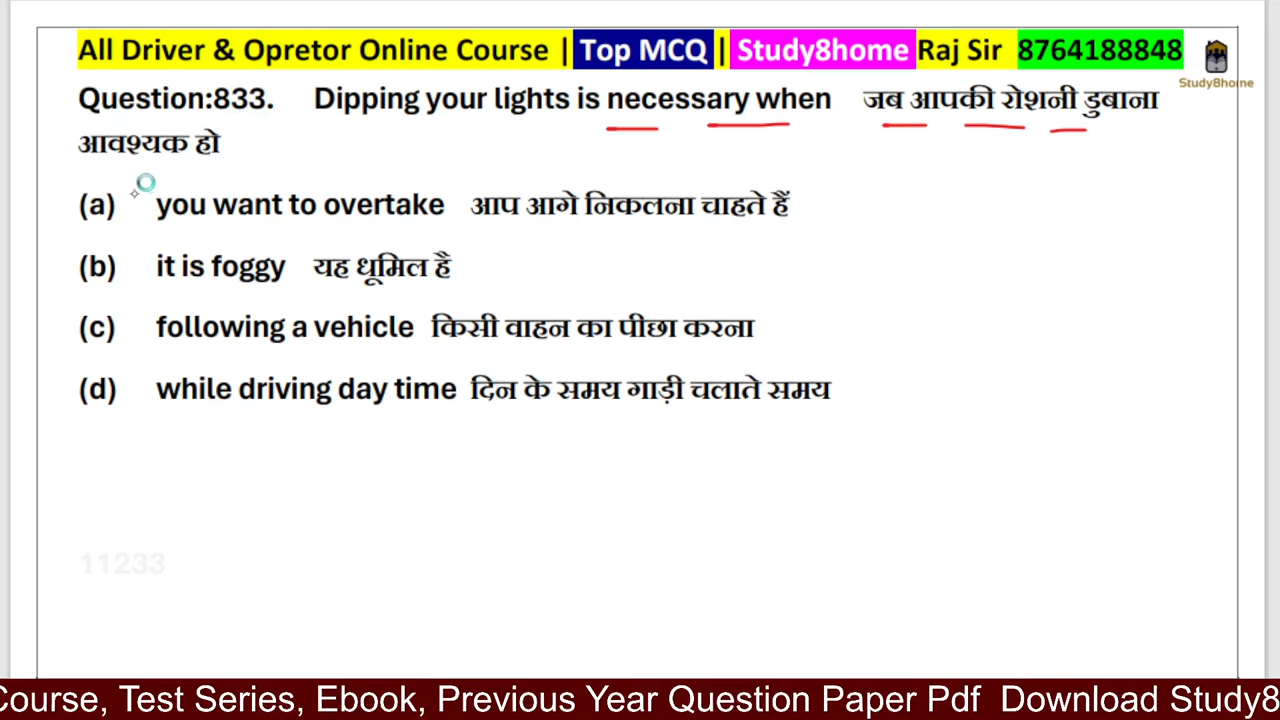 All Driver & Opretor Online Course | Top MCQ | Study8home Raj Sir 8764188848
Study8home
Question:833. Dipping your lights is necessary when जब आपकी रोशनी डुबाना
आवश्यक हो
(a) you want to overtake आप आगे निकलना चाहते हैं
(b) it is foggy यह धूमिल है
(c) following a vehicle किसी वाहन का पीछा करना
(d) while driving day time दिन के समय गाड़ी चलाते समय
11233
Course, Test Series, Ebook, Previous Year Question Paper Pdf Download Study8